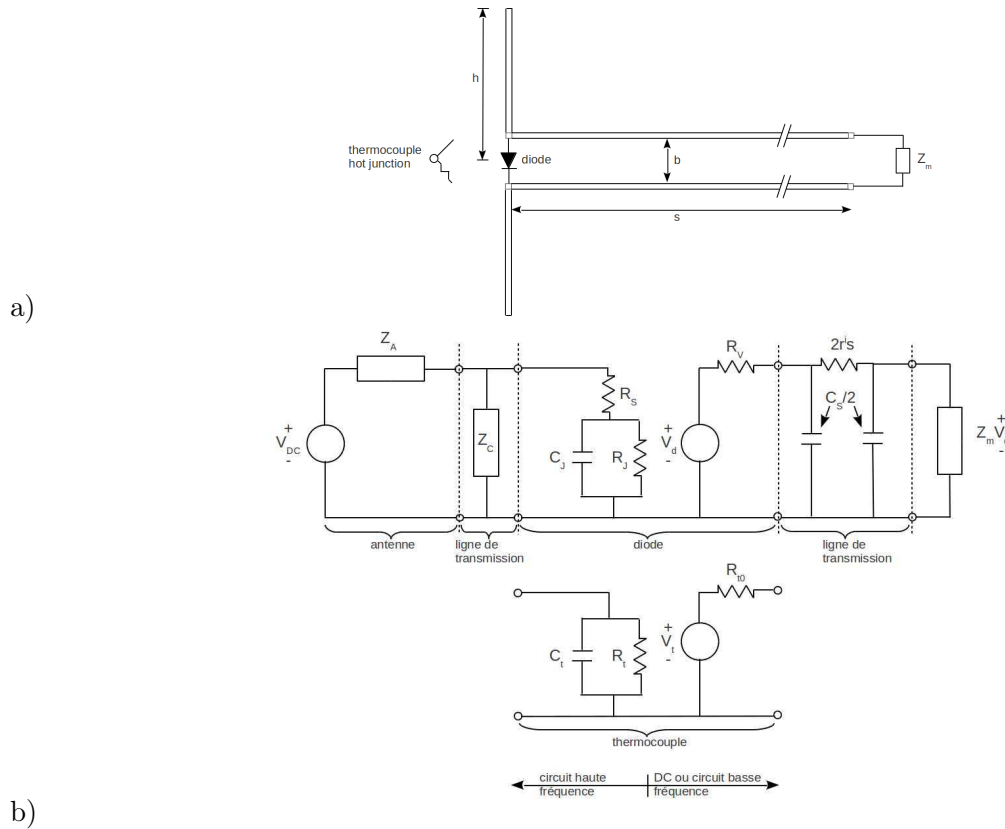 h
thermocouple
hot junction
diode
b
Z_m
s
a)
Z_A
R_V
2r^i s
R_S
C_S/2
+
V_DC
-
Z_C
C_J
R_J
+
V_d
-
Z_m
+
V
-
antenne
ligne de
transmission
diode
ligne de
transmission
R_t0
C_t
R_t
+
V_t
-
thermocouple
circuit haute
fréquence
DC ou circuit basse
fréquence
b)